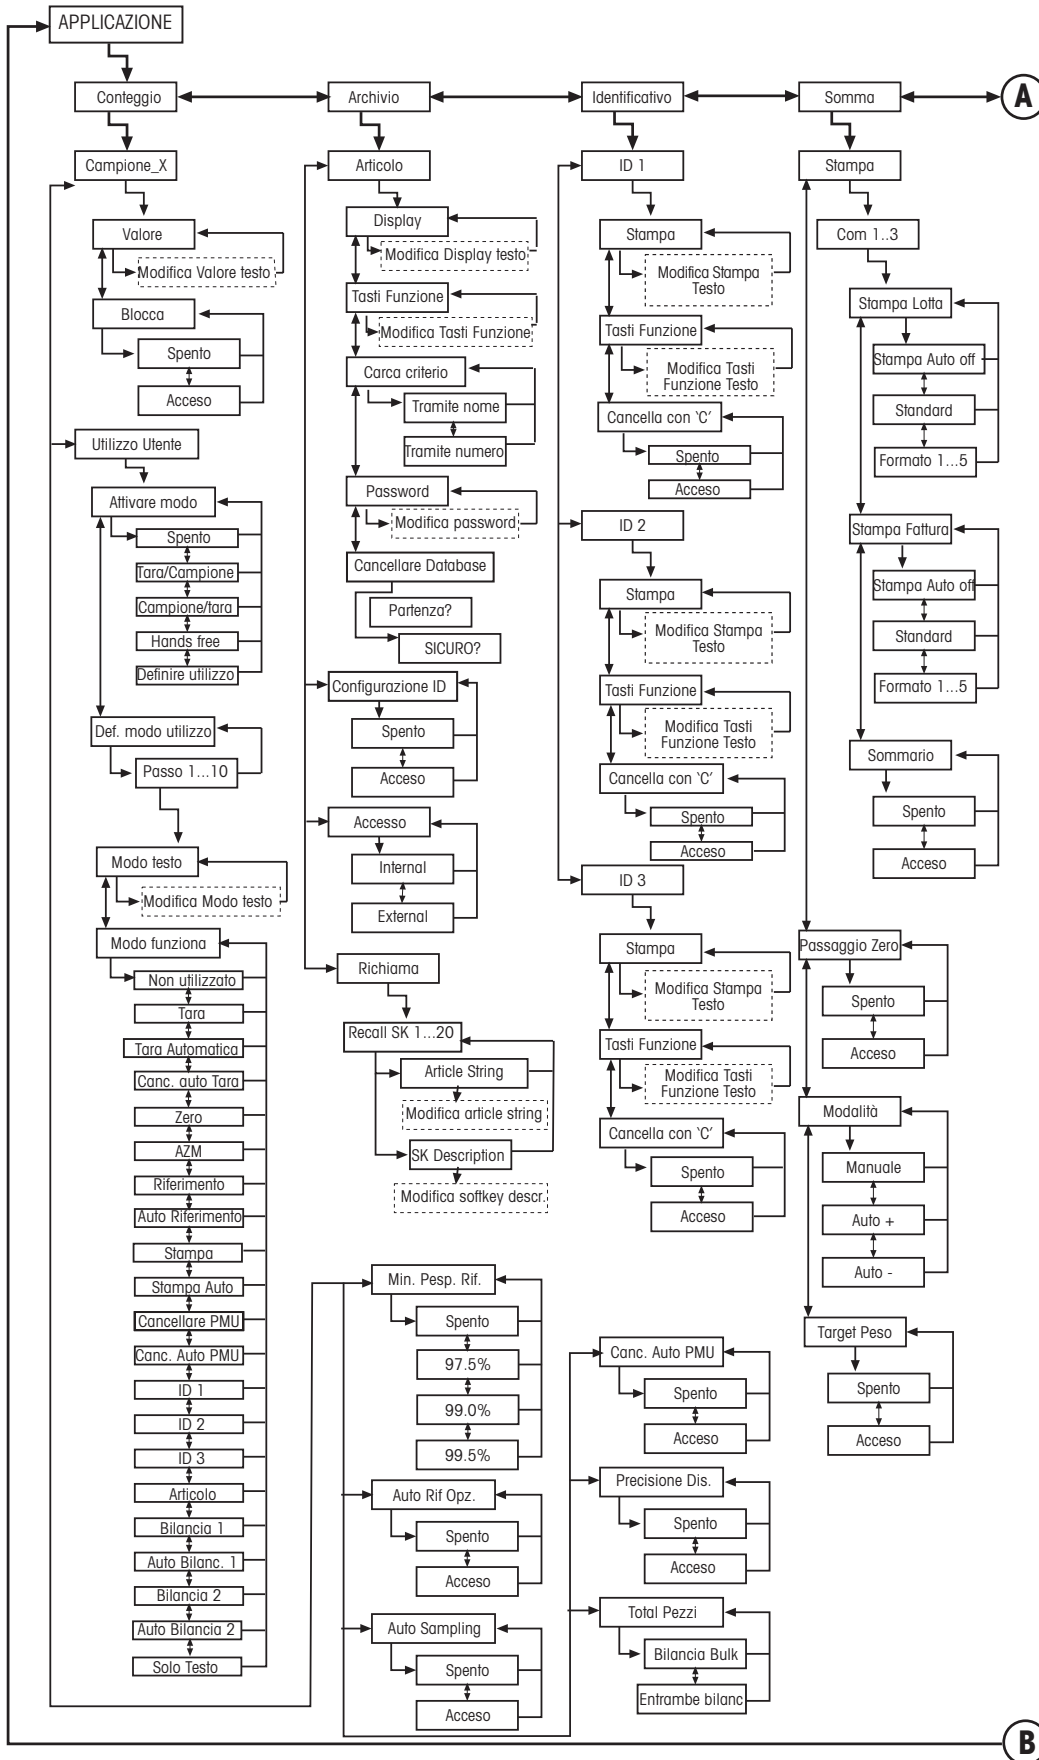 APPLICAZIONE
Conteggio
Archivio
Identificativo
Somma
A
Campione_X
Valore
Modifica Valore testo
Blocca
Spento
Acceso
Utilizzo Utente
Attivare modo
Spento
Tara/Campione
Campione/tara
Hands free
Definire utilizzo
Def. modo utilizzo
Passo 1...10
Modo testo
Modifica Modo testo
Modo funziona
Non utilizzato
Tara
Tara Automatica
Canc. auto Tara
Zero
AZM
Riferimento
Auto Riferimento
Stampa
Stampa Auto
Cancellare PMU
Canc. Auto PMU
ID 1
ID 2
ID 3
Articolo
Bilancia 1
Auto Bilanc. 1
Bilancia 2
Auto Bilancia 2
Solo Testo
Articolo
Display
Modifica Display testo
Tasti Funzione
Modifica Tasti Funzione
Carca criterio
Tramite nome
Tramite numero
Password
Modifica password
Cancellare Database
Partenza?
SICURO?
Configurazione ID
Spento
Acceso
Accesso
Internal
External
Richiama
Recall SK 1...20
Article String
Modifica article string
SK Description
Modifica softkey descr.
Min. Pesp. Rif.
Spento
97.5%
99.0%
99.5%
Auto Rif Opz.
Spento
Acceso
Auto Sampling
Spento
Acceso
ID 1
Stampa
Modifica Stampa
Testo
Tasti Funzione
Modifica Tasti
Funzione Testo
Cancella con ‘C’
Spento
Acceso
ID 2
Stampa
Modifica Stampa
Testo
Tasti Funzione
Modifica Tasti
Funzione Testo
Cancella con ‘C’
Spento
Acceso
ID 3
Stampa
Modifica Stampa
Testo
Tasti Funzione
Modifica Tasti
Funzione Testo
Cancella con ‘C’
Spento
Acceso
Canc. Auto PMU
Spento
Acceso
Precisione Dis.
Spento
Acceso
Total Pezzi
Bilancia Bulk
Entrambe bilanc
Stampa
Com 1..3
Stampa Lotta
Stampa Auto off
Standard
Formato 1...5
Stampa Fattura
Stampa Auto off
Standard
Formato 1...5
Sommario
Spento
Acceso
Passaggio Zero
Spento
Acceso
Modalità
Manuale
Auto +
Auto -
Target Peso
Spento
Acceso
B